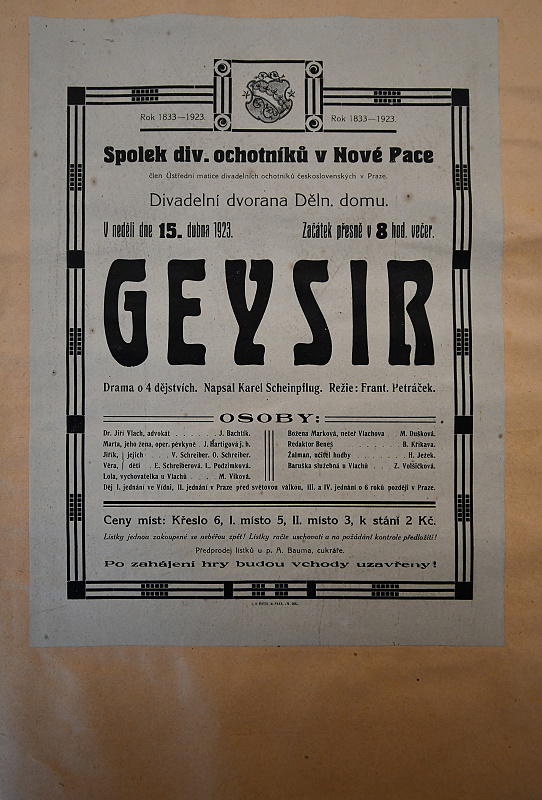 Rok 1833—1923.
Rok 1833—1923.
Spolek div. ochotníků v Nové Pace
člen Ústřední matice divadelních ochotníků československých v Praze.
Divadelní dvorana Děln. domu.
V neděli dne 15. dubna 1923. Začátek přesně v 8 hod. večer.
GEYSIR
Drama o 4 dějstvích. Napsal Karel Scheinpflug. Režie: Frant. Petráček.
OSOBY:
Dr. Jiří Vlach, advokát . . . . . . J. Bachtík.
Marta, jeho žena, oper. pěvkyně J. Hartigová j. h.
Jiřík, } jejich . . . . V. Schreiber. O. Schreiber.
Věra, } děti . . E. Schreiberová. L. Podzimková.
Lola, vychovatelka u Vlachů . . . . M. Víková.
Božena Marková, neteř Vlachova . M. Dušková.
Redaktor Beneš . . . . . . . B. Křikava.
Žalman, učitel hudby . . . . . . H. Ježek.
Baruška služebná u Vlachů . . Z. Volšičková.
Děj I. jednání ve Vídni, II. jednání v Praze před světovou válkou, III. a IV. jednání o 6 roků později v Praze.
Ceny míst: Křeslo 6, I. místo 5, II. místo 3, k stání 2 Kč.
Lístky jednou zakoupené se neběřou zpět! Lístky račte uschovati a na požádání kontrole předložiti!
Předprodej lístků u p. A. Bauma, cukráře.
Po zahájení hry budou vchody uzavřeny!